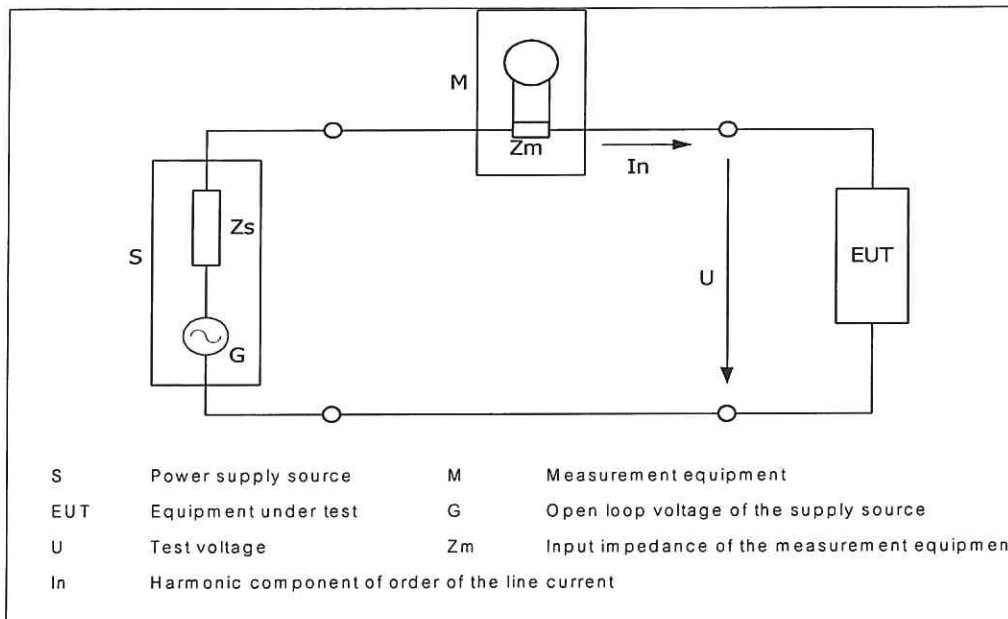 M
Zm
In
Zs
S
U
EUT
G
S Power supply source M Measurement equipment
EUT Equipment under test G Open loop voltage of the supply source
U Test voltage Zm Input impedance of the measurement equipmen
In Harmonic component of order of the line current